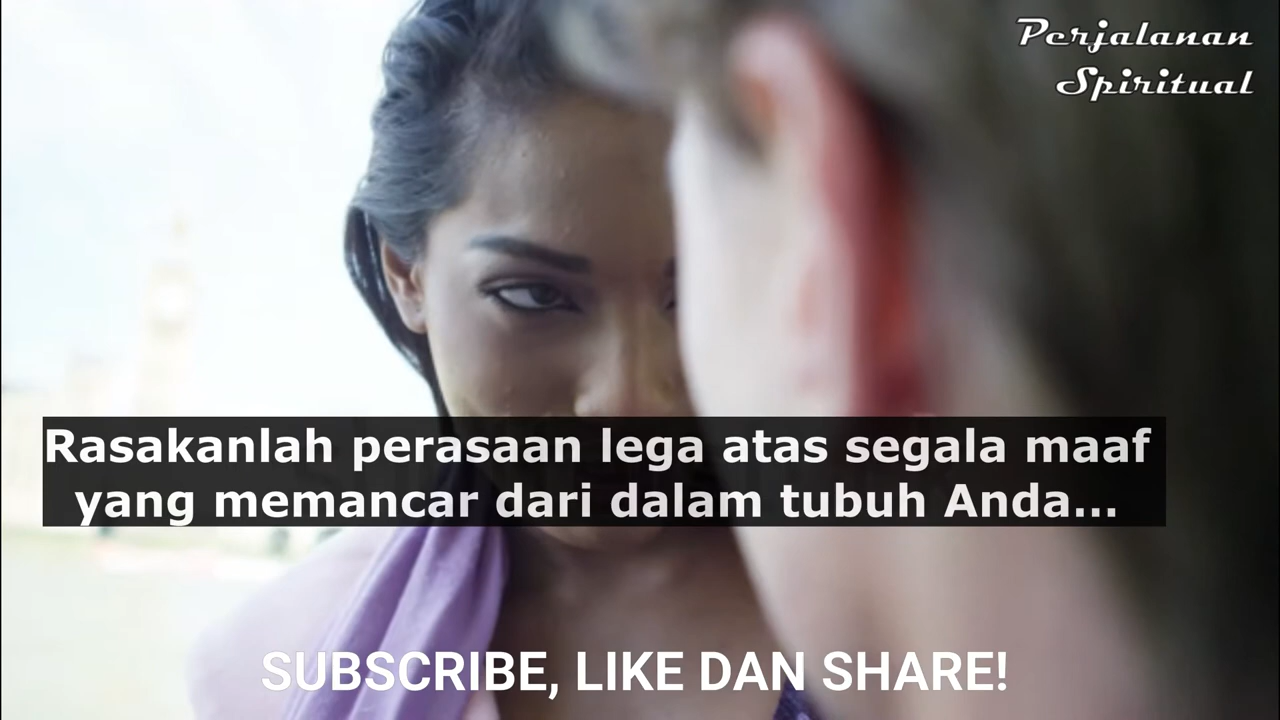 Perjalanan
Spiritual
Rasakanlah perasaan lega atas segala maaf
yang memancar dari dalam tubuh Anda...
SUBSCRIBE, LIKE DAN SHARE!